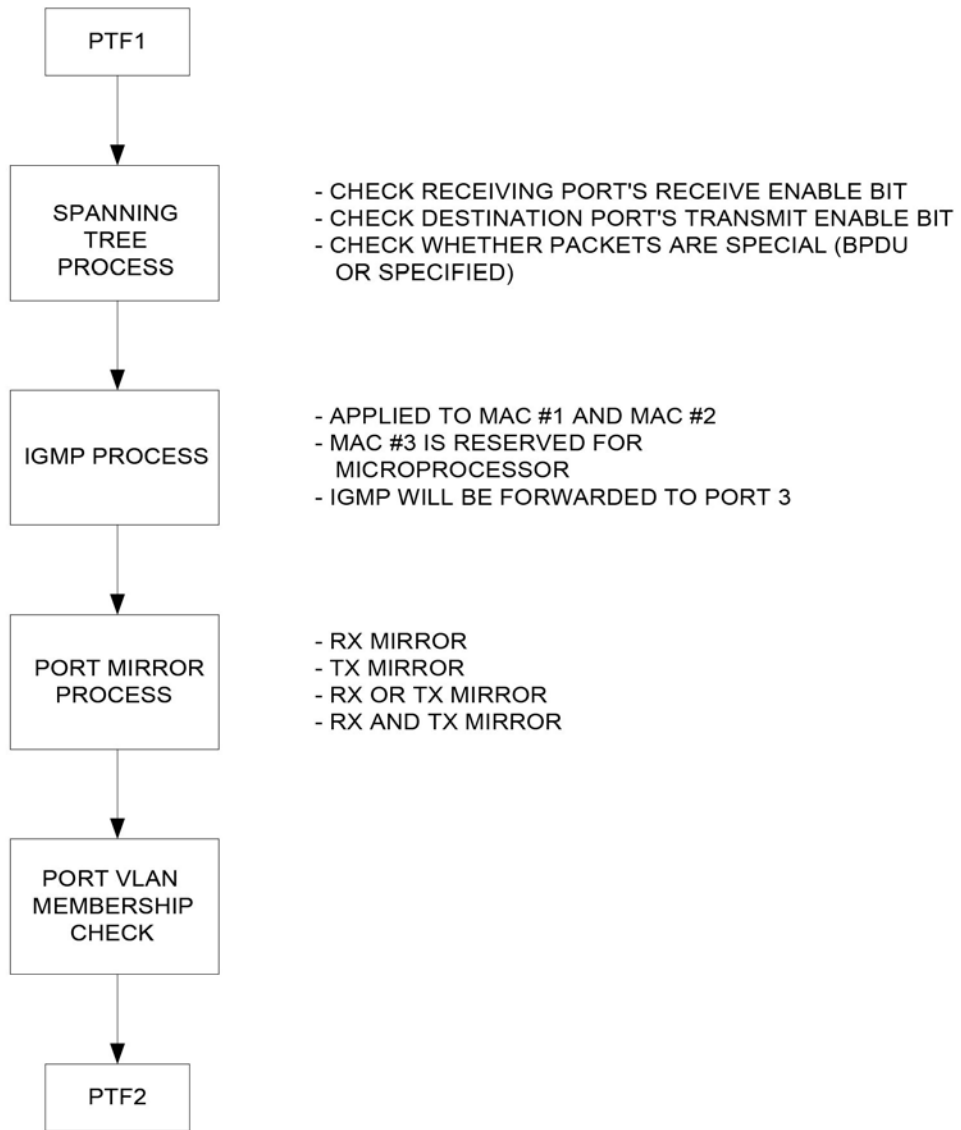 PTF1
SPANNING
TREE
PROCESS
- CHECK RECEIVING PORT'S RECEIVE ENABLE BIT
- CHECK DESTINATION PORT'S TRANSMIT ENABLE BIT
- CHECK WHETHER PACKETS ARE SPECIAL (BPDU
OR SPECIFIED)
IGMP PROCESS
- APPLIED TO MAC #1 AND MAC #2
- MAC #3 IS RESERVED FOR
MICROPROCESSOR
- IGMP WILL BE FORWARDED TO PORT 3
PORT MIRROR
PROCESS
- RX MIRROR
- TX MIRROR
- RX OR TX MIRROR
- RX AND TX MIRROR
PORT VLAN
MEMBERSHIP
CHECK
PTF2